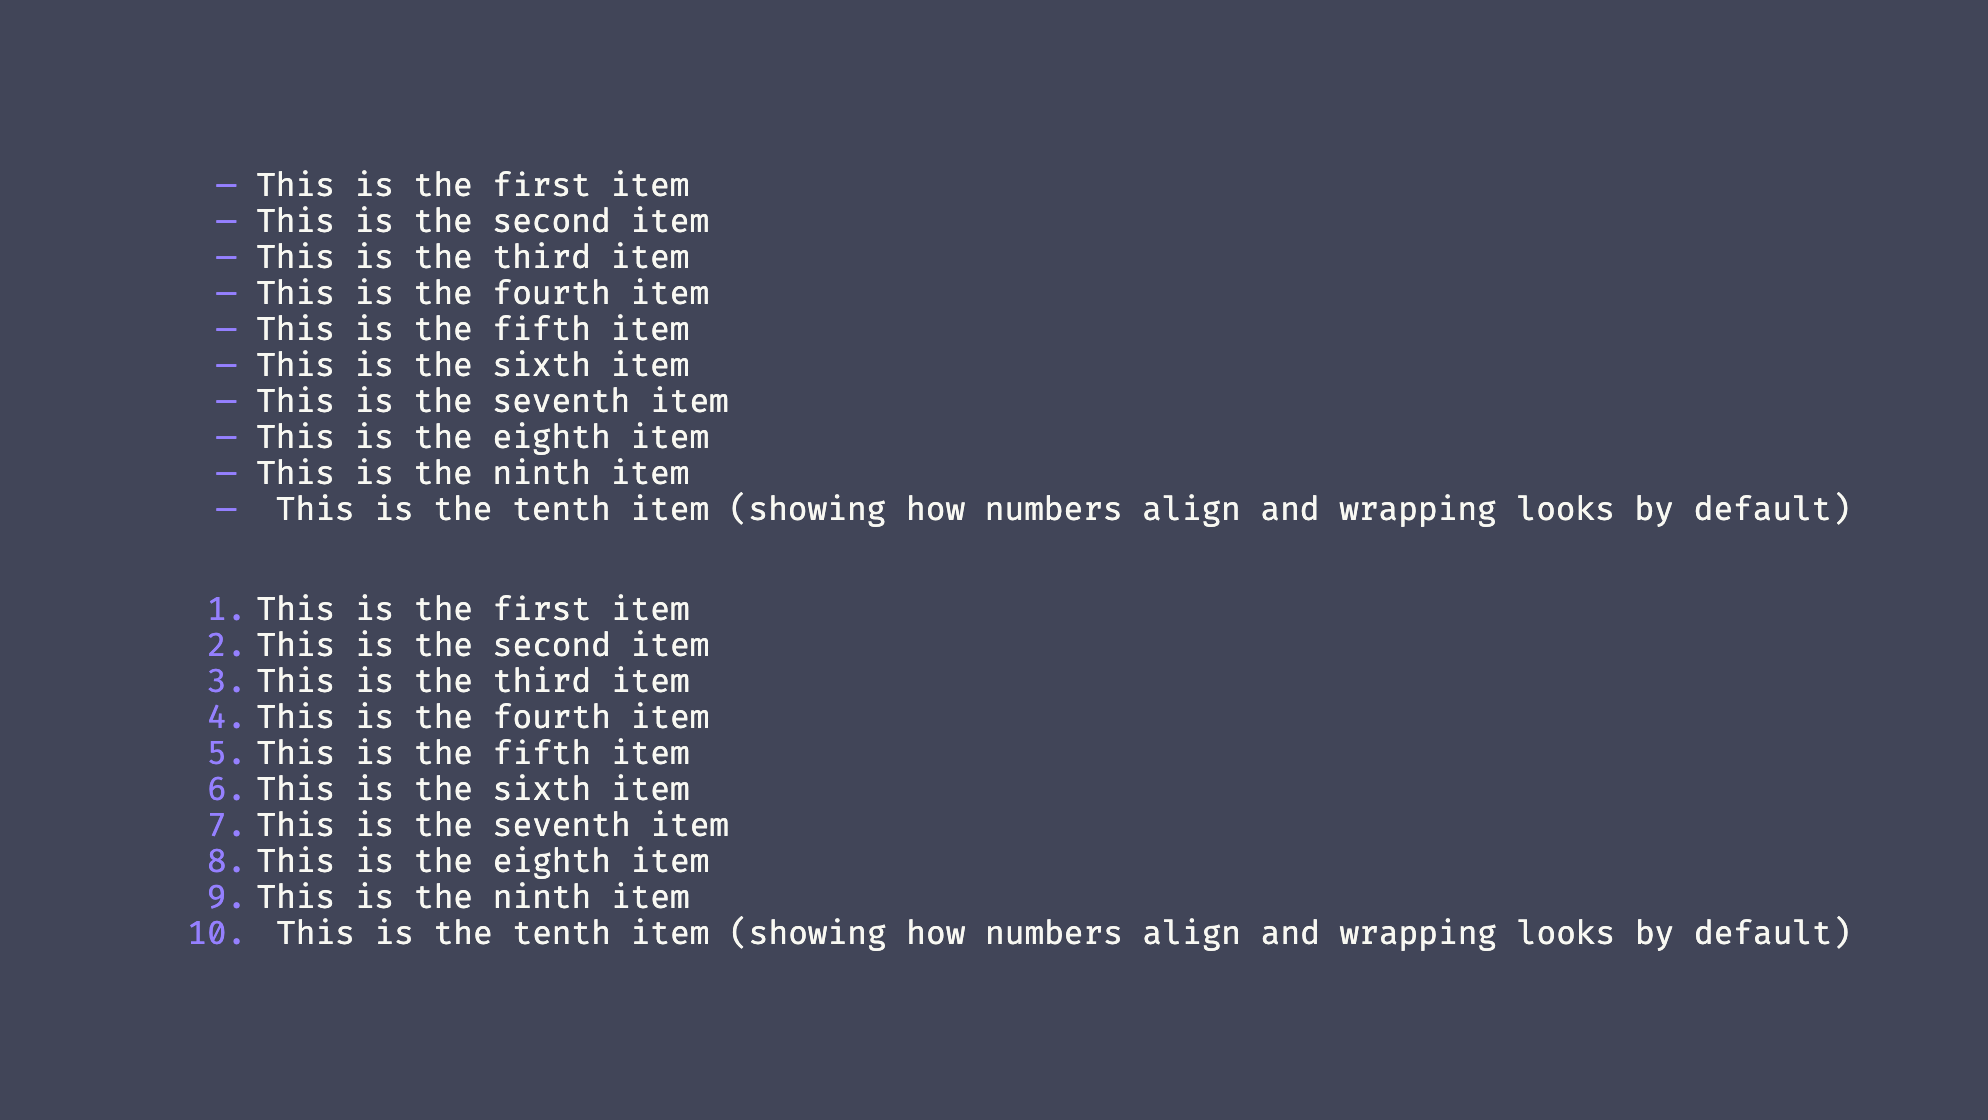 — This is the first item
— This is the second item
— This is the third item
— This is the fourth item
— This is the fifth item
— This is the sixth item
— This is the seventh item
— This is the eighth item
— This is the ninth item
— This is the tenth item (showing how numbers align and wrapping looks by default)
1. This is the first item
2. This is the second item
3. This is the third item
4. This is the fourth item
5. This is the fifth item
6. This is the sixth item
7. This is the seventh item
8. This is the eighth item
9. This is the ninth item
10. This is the tenth item (showing how numbers align and wrapping looks by default)